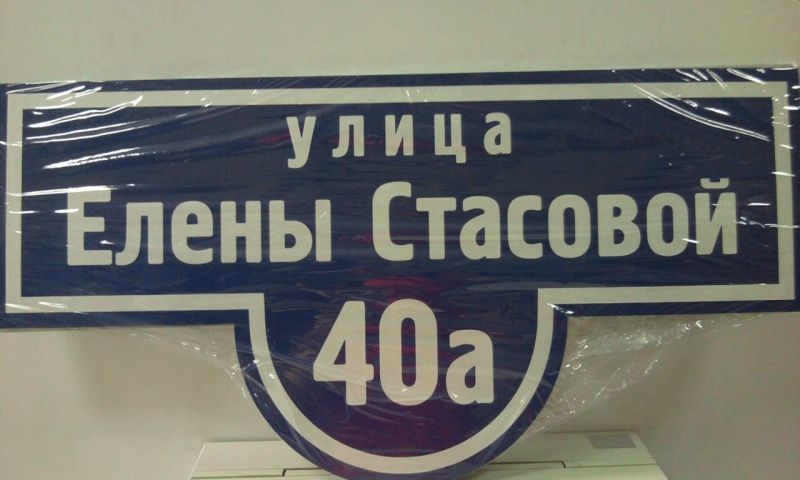 улица
Елены Стасовой
40а